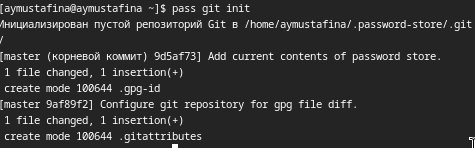 [aymustafina@aymustafina ~]$ pass git init
Инициализирован пустой репозиторий Git в /home/aymustafina/.password-store/.git
/
[master (корневой коммит) 9d5af73] Add current contents of password store.
1 file changed, 1 insertion(+)
create mode 100644 .gpg-id
[master 9af89f2] Configure git repository for gpg file diff.
1 file changed, 1 insertion(+)
create mode 100644 .gitattributes